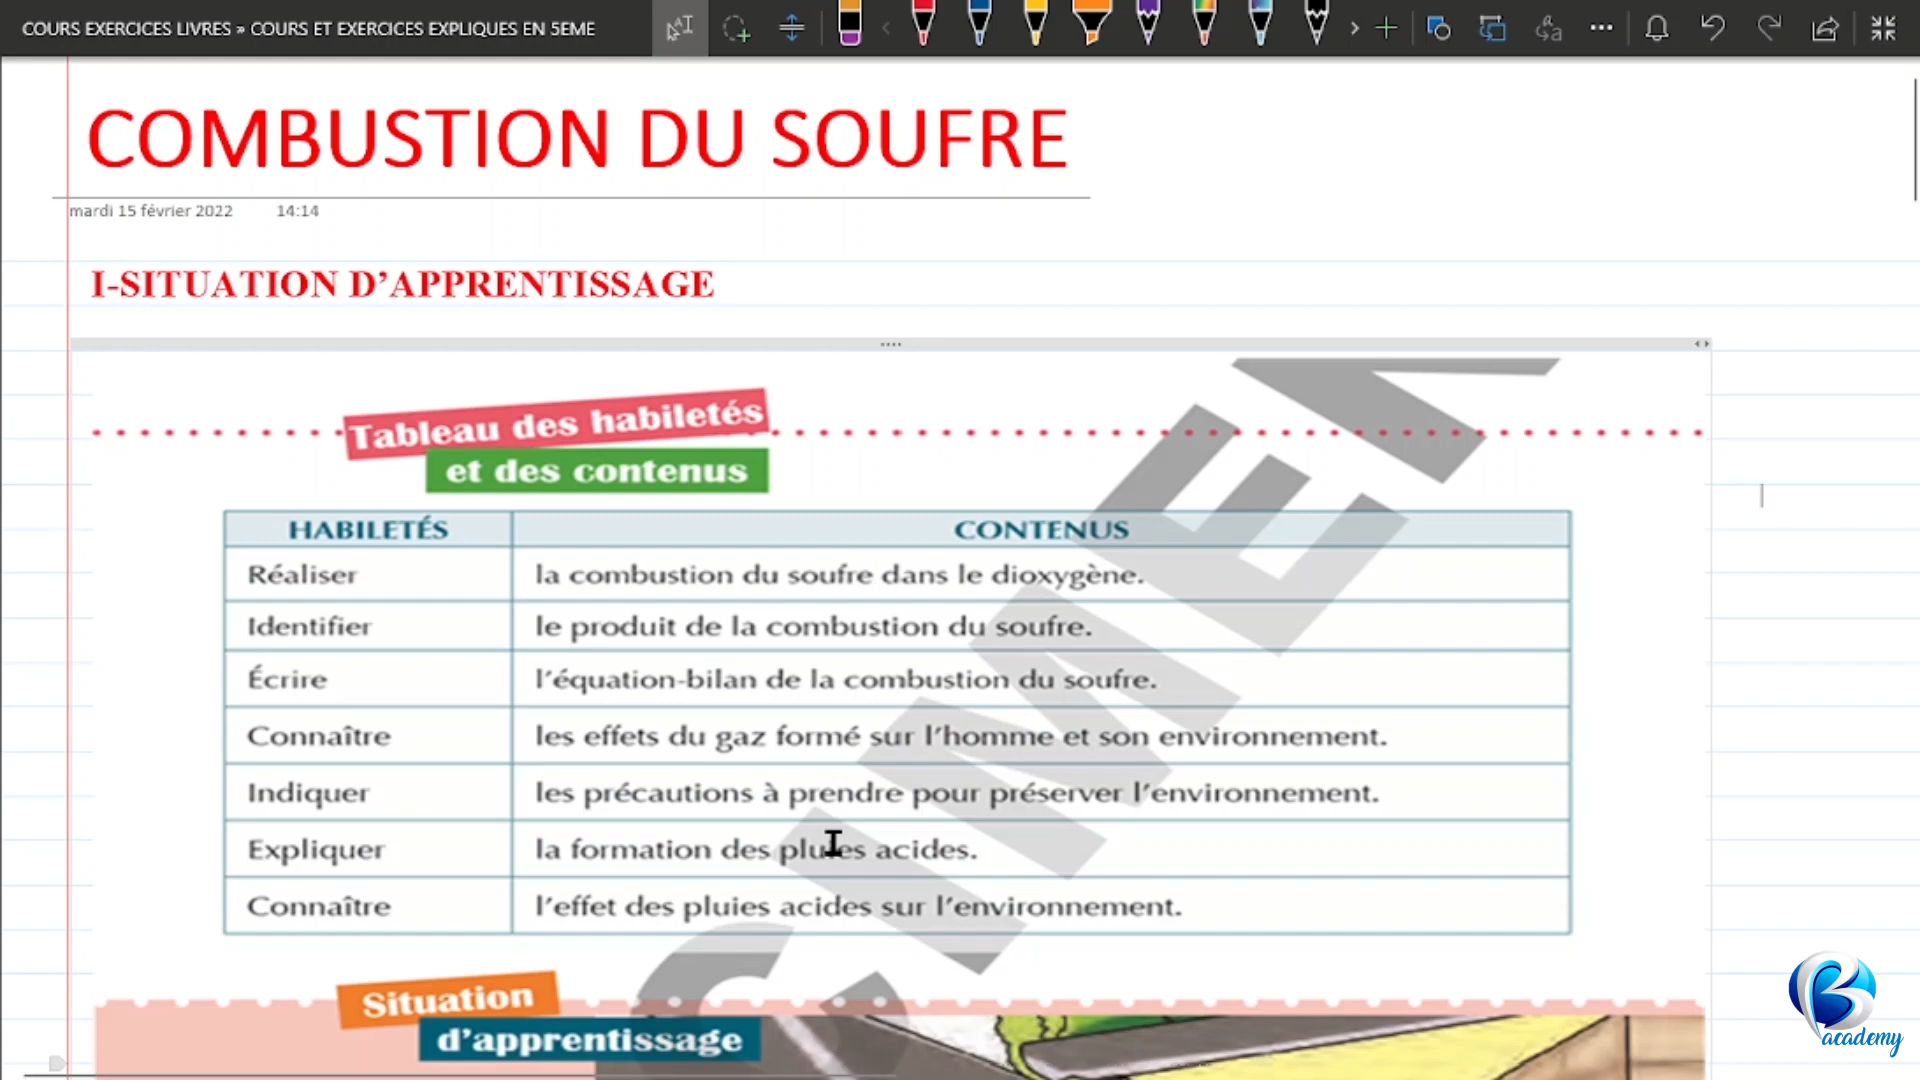 COURS EXERCICES LIVRES » COURS ET EXERCICES EXPLIQUES EN 5EME
COMBUSTION DU SOUFRE
mardi 15 février 2022 14:14
I-SITUATION D’APPRENTISSAGE
Tableau des habiletés
et des contenus
HABILETÉS CONTENUS
Réaliser la combustion du soufre dans le dioxygène.
Identifier le produit de la combustion du soufre.
Écrire l’équation-bilan de la combustion du soufre.
Connaître les effets du gaz formé sur l’homme et son environnement.
Indiquer les précautions à prendre pour préserver l’environnement.
Expliquer la formation des pluies acides.
Connaître l’effet des pluies acides sur l’environnement.
Situation
d’apprentissage
B academy